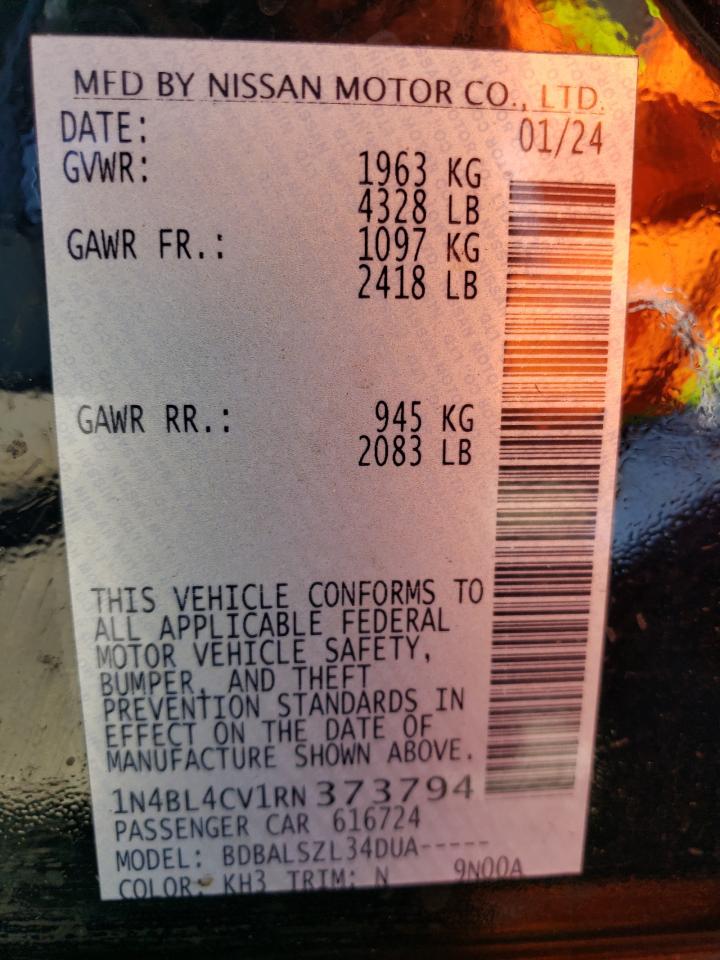 MFD BY NISSAN MOTOR CO., LTD.
DATE: 01/24
GVWR: 1963 KG
4328 LB
GAWR FR.: 1097 KG
2418 LB
GAWR RR.: 945 KG
2083 LB
THIS VEHICLE CONFORMS TO
ALL APPLICABLE FEDERAL
MOTOR VEHICLE SAFETY,
BUMPER, AND THEFT
PREVENTION STANDARDS IN
EFFECT ON THE DATE OF
MANUFACTURE SHOWN ABOVE.
1N4BL4CV1RN373794
PASSENGER CAR 616724
MODEL: BDBALSZL34DUA-----
COLOR: KH3 TRIM: N 9N00A